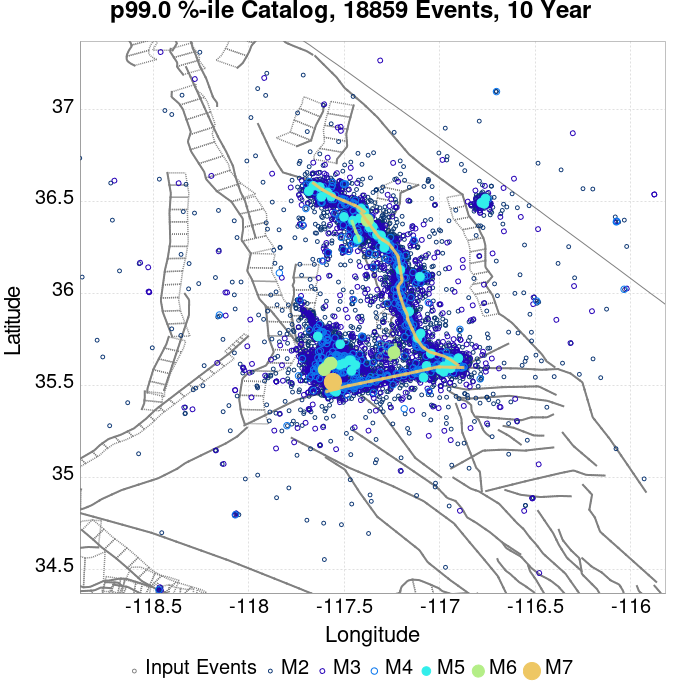 p99.0 %-ile Catalog, 18859 Events, 10 Year
37
36.5
36
35.5
35
34.5
Latitude
-118.5 -118 -117.5 -117 -116.5 -116
Longitude
Input Events M2 M3 M4 M5 M6 M7